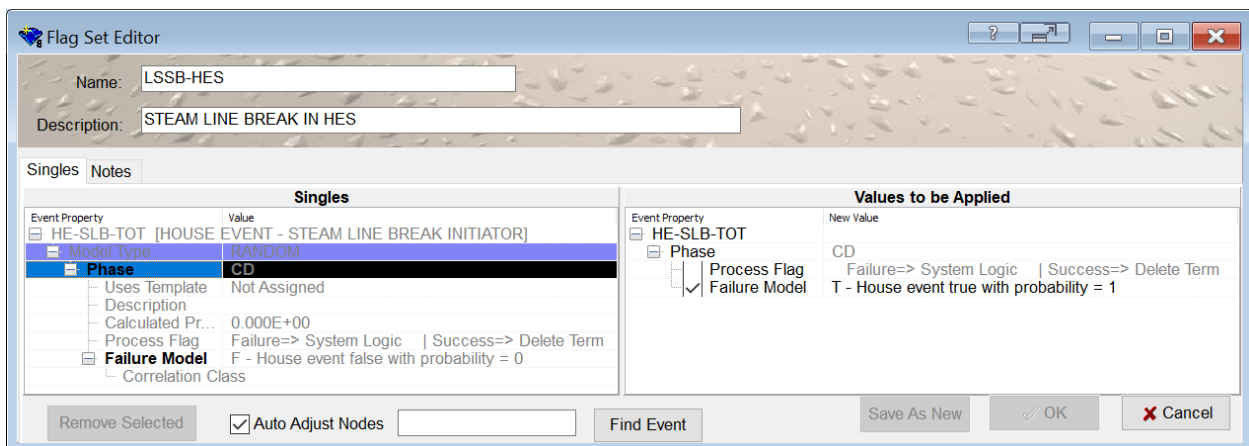 Flag Set Editor
?
Name: LSSB-HES
Description: STEAM LINE BREAK IN HES
Singles Notes
Singles
Event Property Value
HE-SLB-TOT [HOUSE EVENT - STEAM LINE BREAK INITIATOR]
Model Type RANDOM
Phase CD
Uses Template Not Assigned
Description
Calculated Pr... 0.000E+00
Process Flag Failure=> System Logic | Success=> Delete Term
Failure Model F - House event false with probability = 0
Correlation Class
Values to be Applied
Event Property New Value
HE-SLB-TOT
Phase CD
Process Flag Failure=> System Logic | Success=> Delete Term
Failure Model T - House event true with probability = 1
Remove Selected Auto Adjust Nodes Find Event Save As New OK Cancel